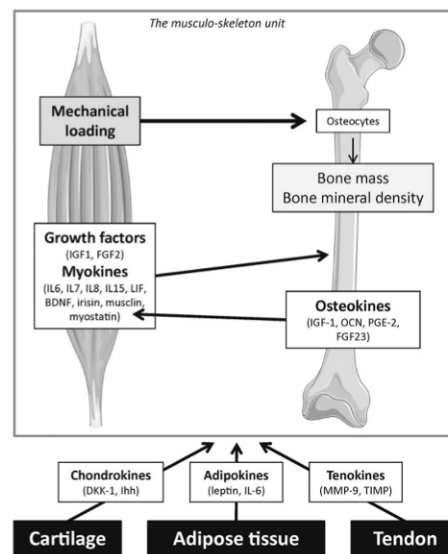 The musculo-skeleton unit
Mechanical
loading
Osteocytes
Bone mass
Bone mineral density
Growth factors
(IGF1, FGF2)
Myokines
(IL6, IL7, IL8, IL15, LIF,
BDNF, irisin, musclin,
myostatin)
Osteokines
(IGF-1, OCN, PGE-2,
FGF23)
Chondrokines
(DKK-1, Ihh)
Adipokines
(leptin, IL-6)
Tenokines
(MMP-9, TIMP)
Cartilage
Adipose tissue
Tendon